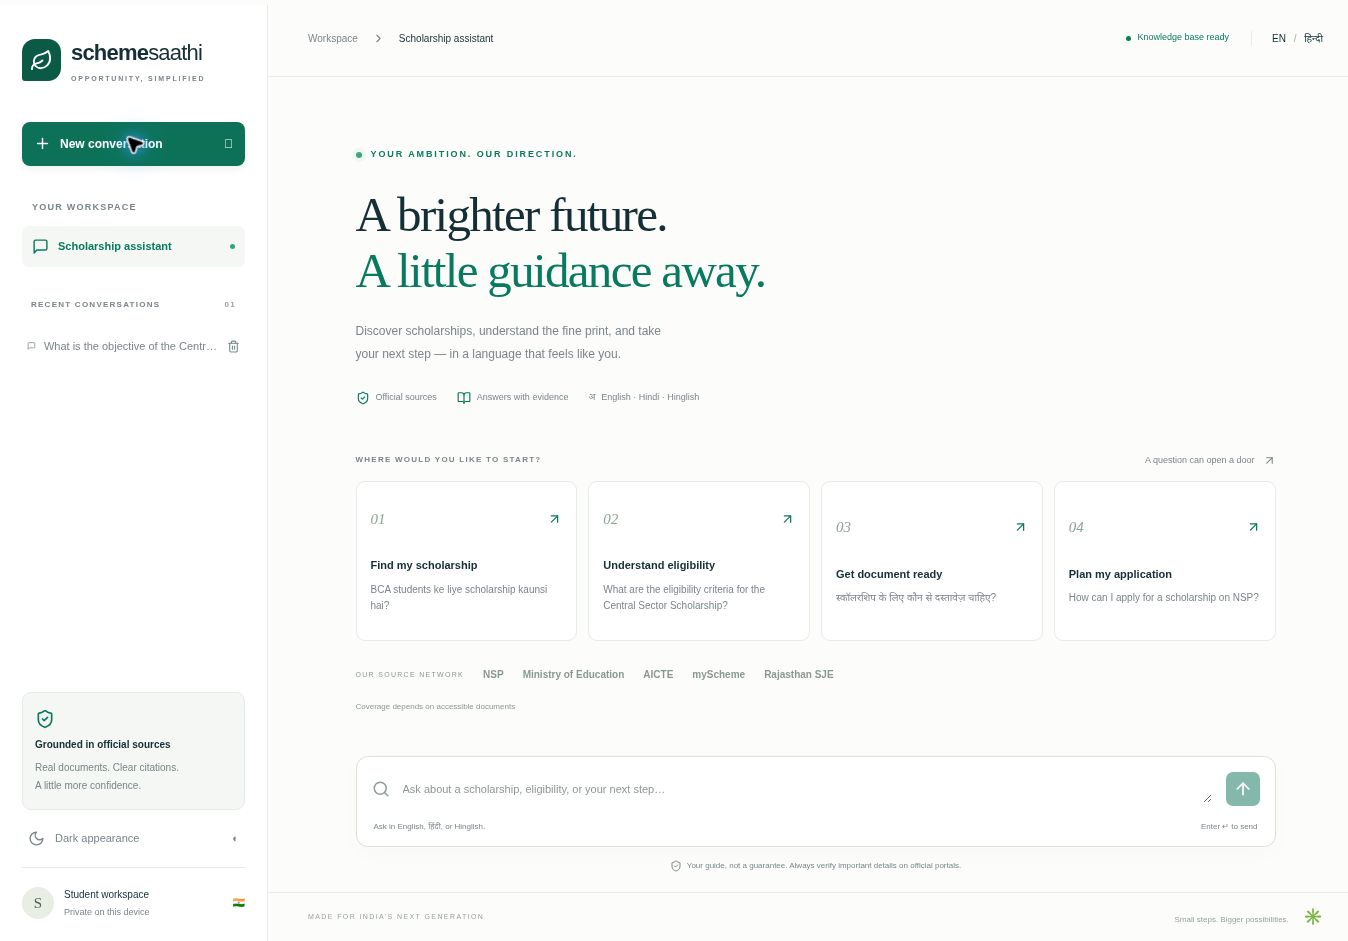 schemesaathi
OPPORTUNITY, SIMPLIFIED
New conver ion
YOUR WORKSPACE
Scholarship assistant
RECENT CONVERSATIONS 01
What is the objective of the Centr...
Grounded in official sources
Real documents. Clear citations.
A little more confidence.
Dark appearance
S
Student workspace
Private on this device
Workspace > Scholarship assistant
Knowledge base ready
EN / हिन्दी
YOUR AMBITION. OUR DIRECTION.
A brighter future.
A little guidance away.
Discover scholarships, understand the fine print, and take
your next step — in a language that feels like you.
Official sources
Answers with evidence
अ English · Hindi · Hinglish
WHERE WOULD YOU LIKE TO START?
A question can open a door
01
Find my scholarship
BCA students ke liye scholarship kaunsi
hai?
02
Understand eligibility
What are the eligibility criteria for the
Central Sector Scholarship?
03
Get document ready
स्कॉलरशिप के लिए कौन से दस्तावेज़ चाहिए?
04
Plan my application
How can I apply for a scholarship on NSP?
OUR SOURCE NETWORK NSP Ministry of Education AICTE myScheme Rajasthan SJE
Coverage depends on accessible documents
Ask about a scholarship, eligibility, or your next step...
Ask in English, हिंदी, or Hinglish.
Enter ↵ to send
Your guide, not a guarantee. Always verify important details on official portals.
MADE FOR INDIA'S NEXT GENERATION
Small steps. Bigger possibilities.